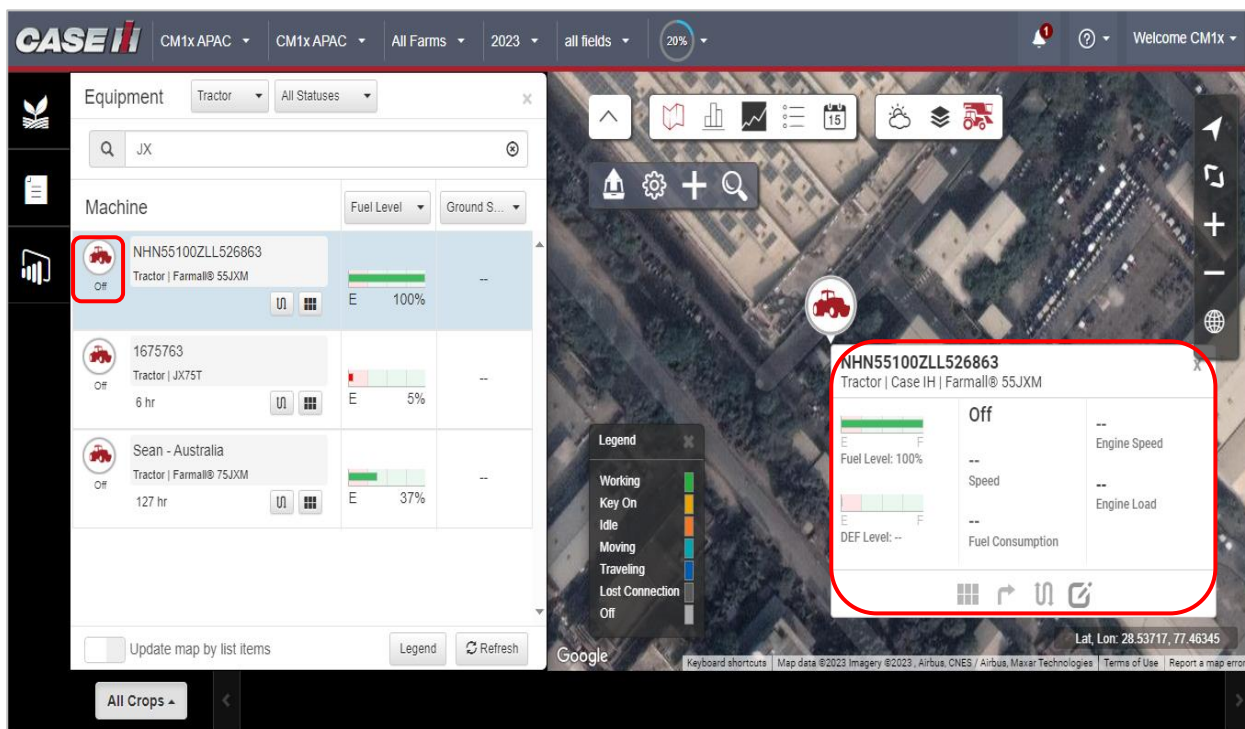 CASE IH CM1x APAC CM1x APAC All Farms 2023 all fields 20% 1 Welcome CM1x
Equipment Tractor All Statuses
JX
Machine Fuel Level Ground S...
NHN55100ZLL526863
Tractor | Farmall® 55JXM
Off
E 100% --
1675763
Tractor | JX75T
Off
6 hr E 5% --
Sean - Australia
Tractor | Farmall® 75JXM
Off
127 hr E 37% --
Update map by list items Legend Refresh
All Crops
15
NHN55100ZLL526863
Tractor | Case IH | Farmall® 55JXM
E F
Fuel Level: 100%
E F
DEF Level: --
Off
--
Speed
--
Fuel Consumption
--
Engine Speed
--
Engine Load
Legend
Working
Key On
Idle
Moving
Traveling
Lost Connection
Off
Lat, Lon: 28.53717, 77.46345
Google Keyboard shortcuts Map data ©2023 Imagery ©2023 , Airbus, CNES / Airbus, Maxar Technologies Terms of Use Report a map error